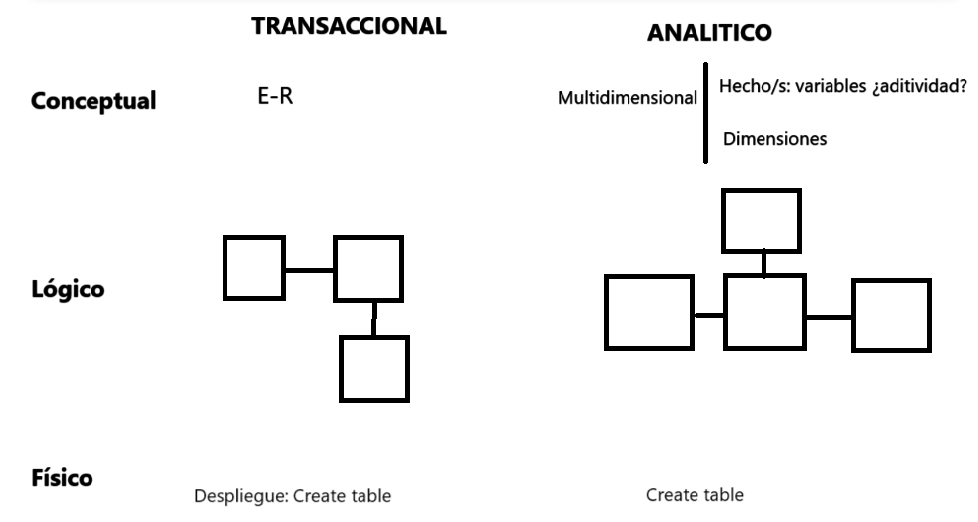 TRANSACCIONAL
ANALITICO
Conceptual
E-R
Multidimensional
Hecho/s: variables ¿aditividad?
Dimensiones
Lógico
Físico
Despliegue: Create table
Create table